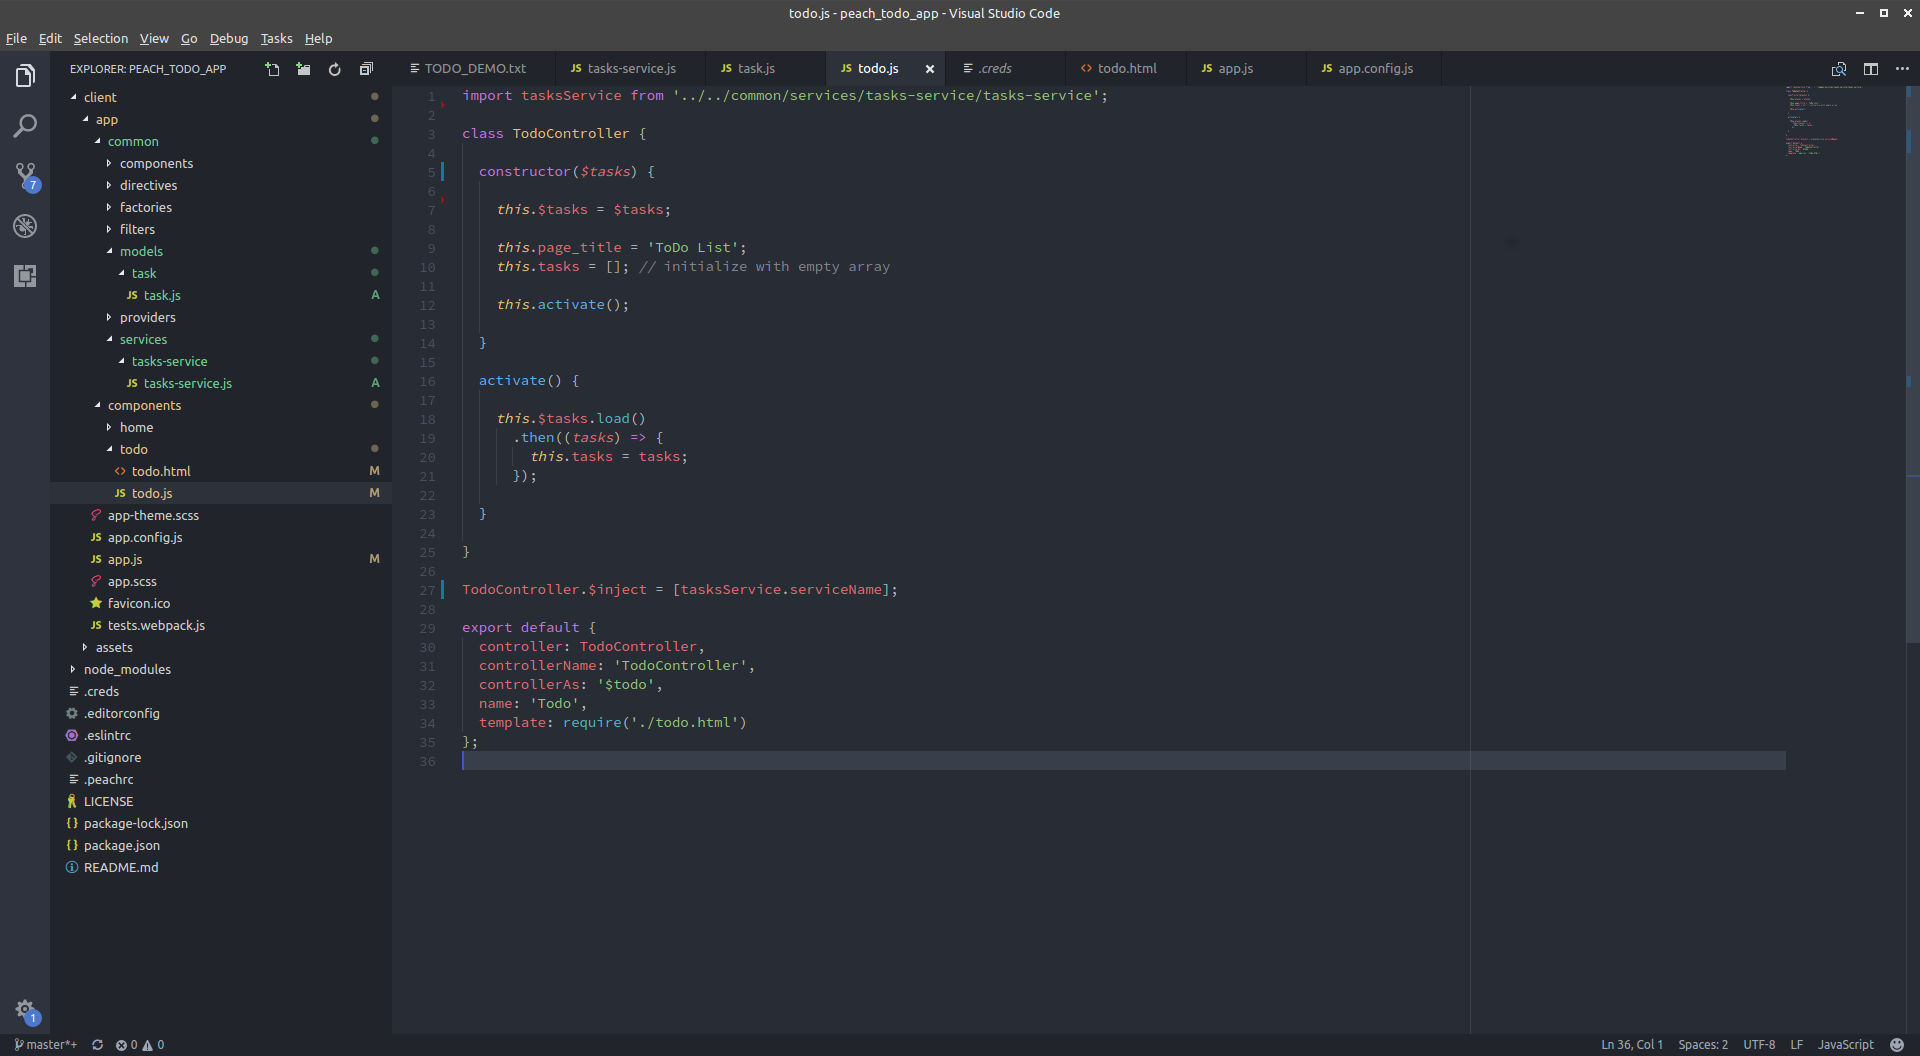 todo.js - peach_todo_app - Visual Studio Code
File Edit Selection View Go Debug Tasks Help
EXPLORER: PEACH_TODO_APP
TODO_DEMO.txt JS tasks-service.js JS task.js JS todo.js × .creds <> todo.html JS app.js JS app.config.js
client
app
common
components
directives
factories
filters
models
task
JS task.js A
providers
services
tasks-service
JS tasks-service.js A
components
home
todo
<> todo.html M
JS todo.js M
app-theme.scss
JS app.config.js
JS app.js M
app.scss
favicon.ico
JS tests.webpack.js
assets
node_modules
.creds
.editorconfig
.eslintrc
.gitignore
.peachrc
LICENSE
{} package-lock.json
{} package.json
README.md
7
1
1 import tasksService from '../../common/services/tasks-service/tasks-service';
2
3 class TodoController {
4
5 constructor($tasks) {
6
7 this.$tasks = $tasks;
8
9 this.page_title = 'ToDo List';
10 this.tasks = []; // initialize with empty array
11
12 this.activate();
13
14 }
15
16 activate() {
17
18 this.$tasks.load()
19 .then((tasks) => {
20 this.tasks = tasks;
21 });
22
23 }
24
25 }
26
27 TodoController.$inject = [tasksService.serviceName];
28
29 export default {
30 controller: TodoController,
31 controllerName: 'TodoController',
32 controllerAs: '$todo',
33 name: 'Todo',
34 template: require('./todo.html')
35 };
36
master*+ 0 0 Ln 36, Col 1 Spaces: 2 UTF-8 LF JavaScript